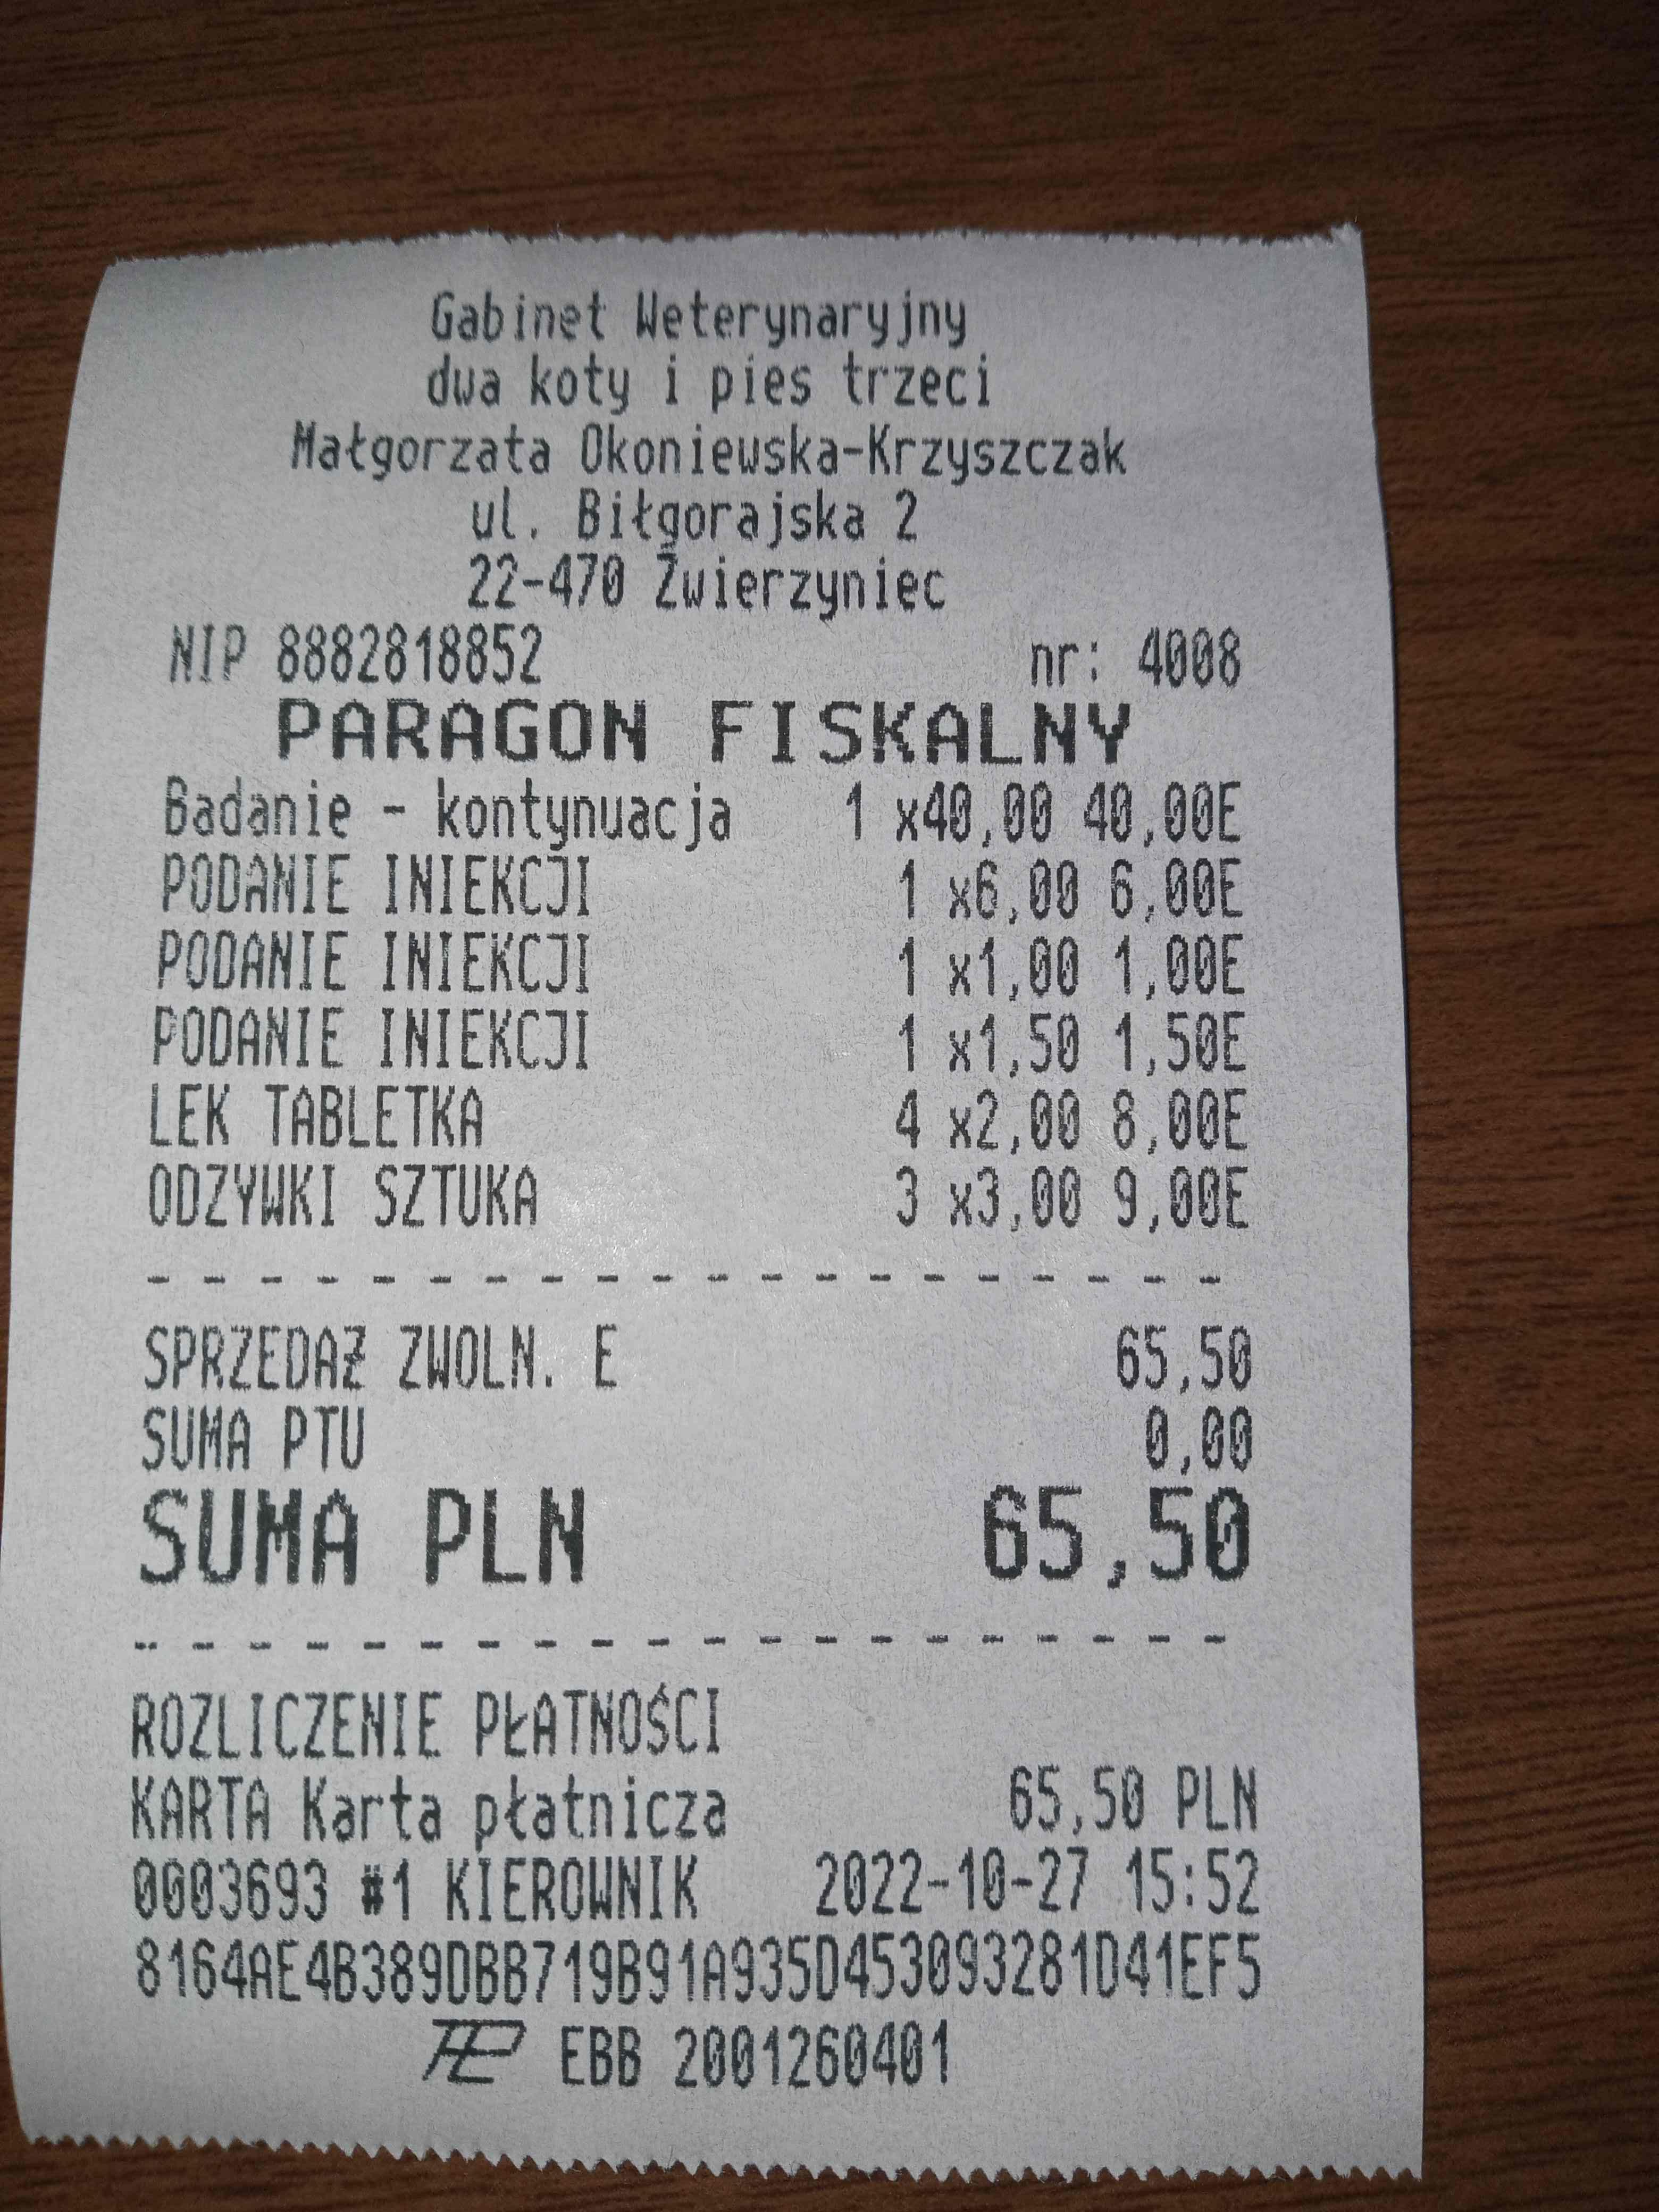 Gabinet Weterynaryjny
dwa koty i pies trzeci
Małgorzata Okoniewska-Krzyszczak
ul. Biłgorajska 2
22-470 Żwierzyniec
NIP 8882818852 nr: 4008
PARAGON FISKALNY
Badanie - kontynuacja 1 x40,00 40,00E
PODANIE INIEKCJI 1 x6,00 6,00E
PODANIE INIEKCJI 1 x1,00 1,00E
PODANIE INIEKCJI 1 x1,50 1,50E
LEK TABLETKA 4 x2,00 8,00E
ODZYWKI SZTUKA 3 x3,00 9,00E
SPRZEDAŻ ZWOLN. E 65,50
SUMA PTU 0,00
SUMA PLN 65,50
ROZLICZENIE PŁATNOŚCI
KARTA Karta płatnicza 65,50 PLN
0003693 #1 KIEROWNIK 2022-10-27 15:52
8164AE4B389DBB719B91A935D453093281D41EF5
EBB 2001260401